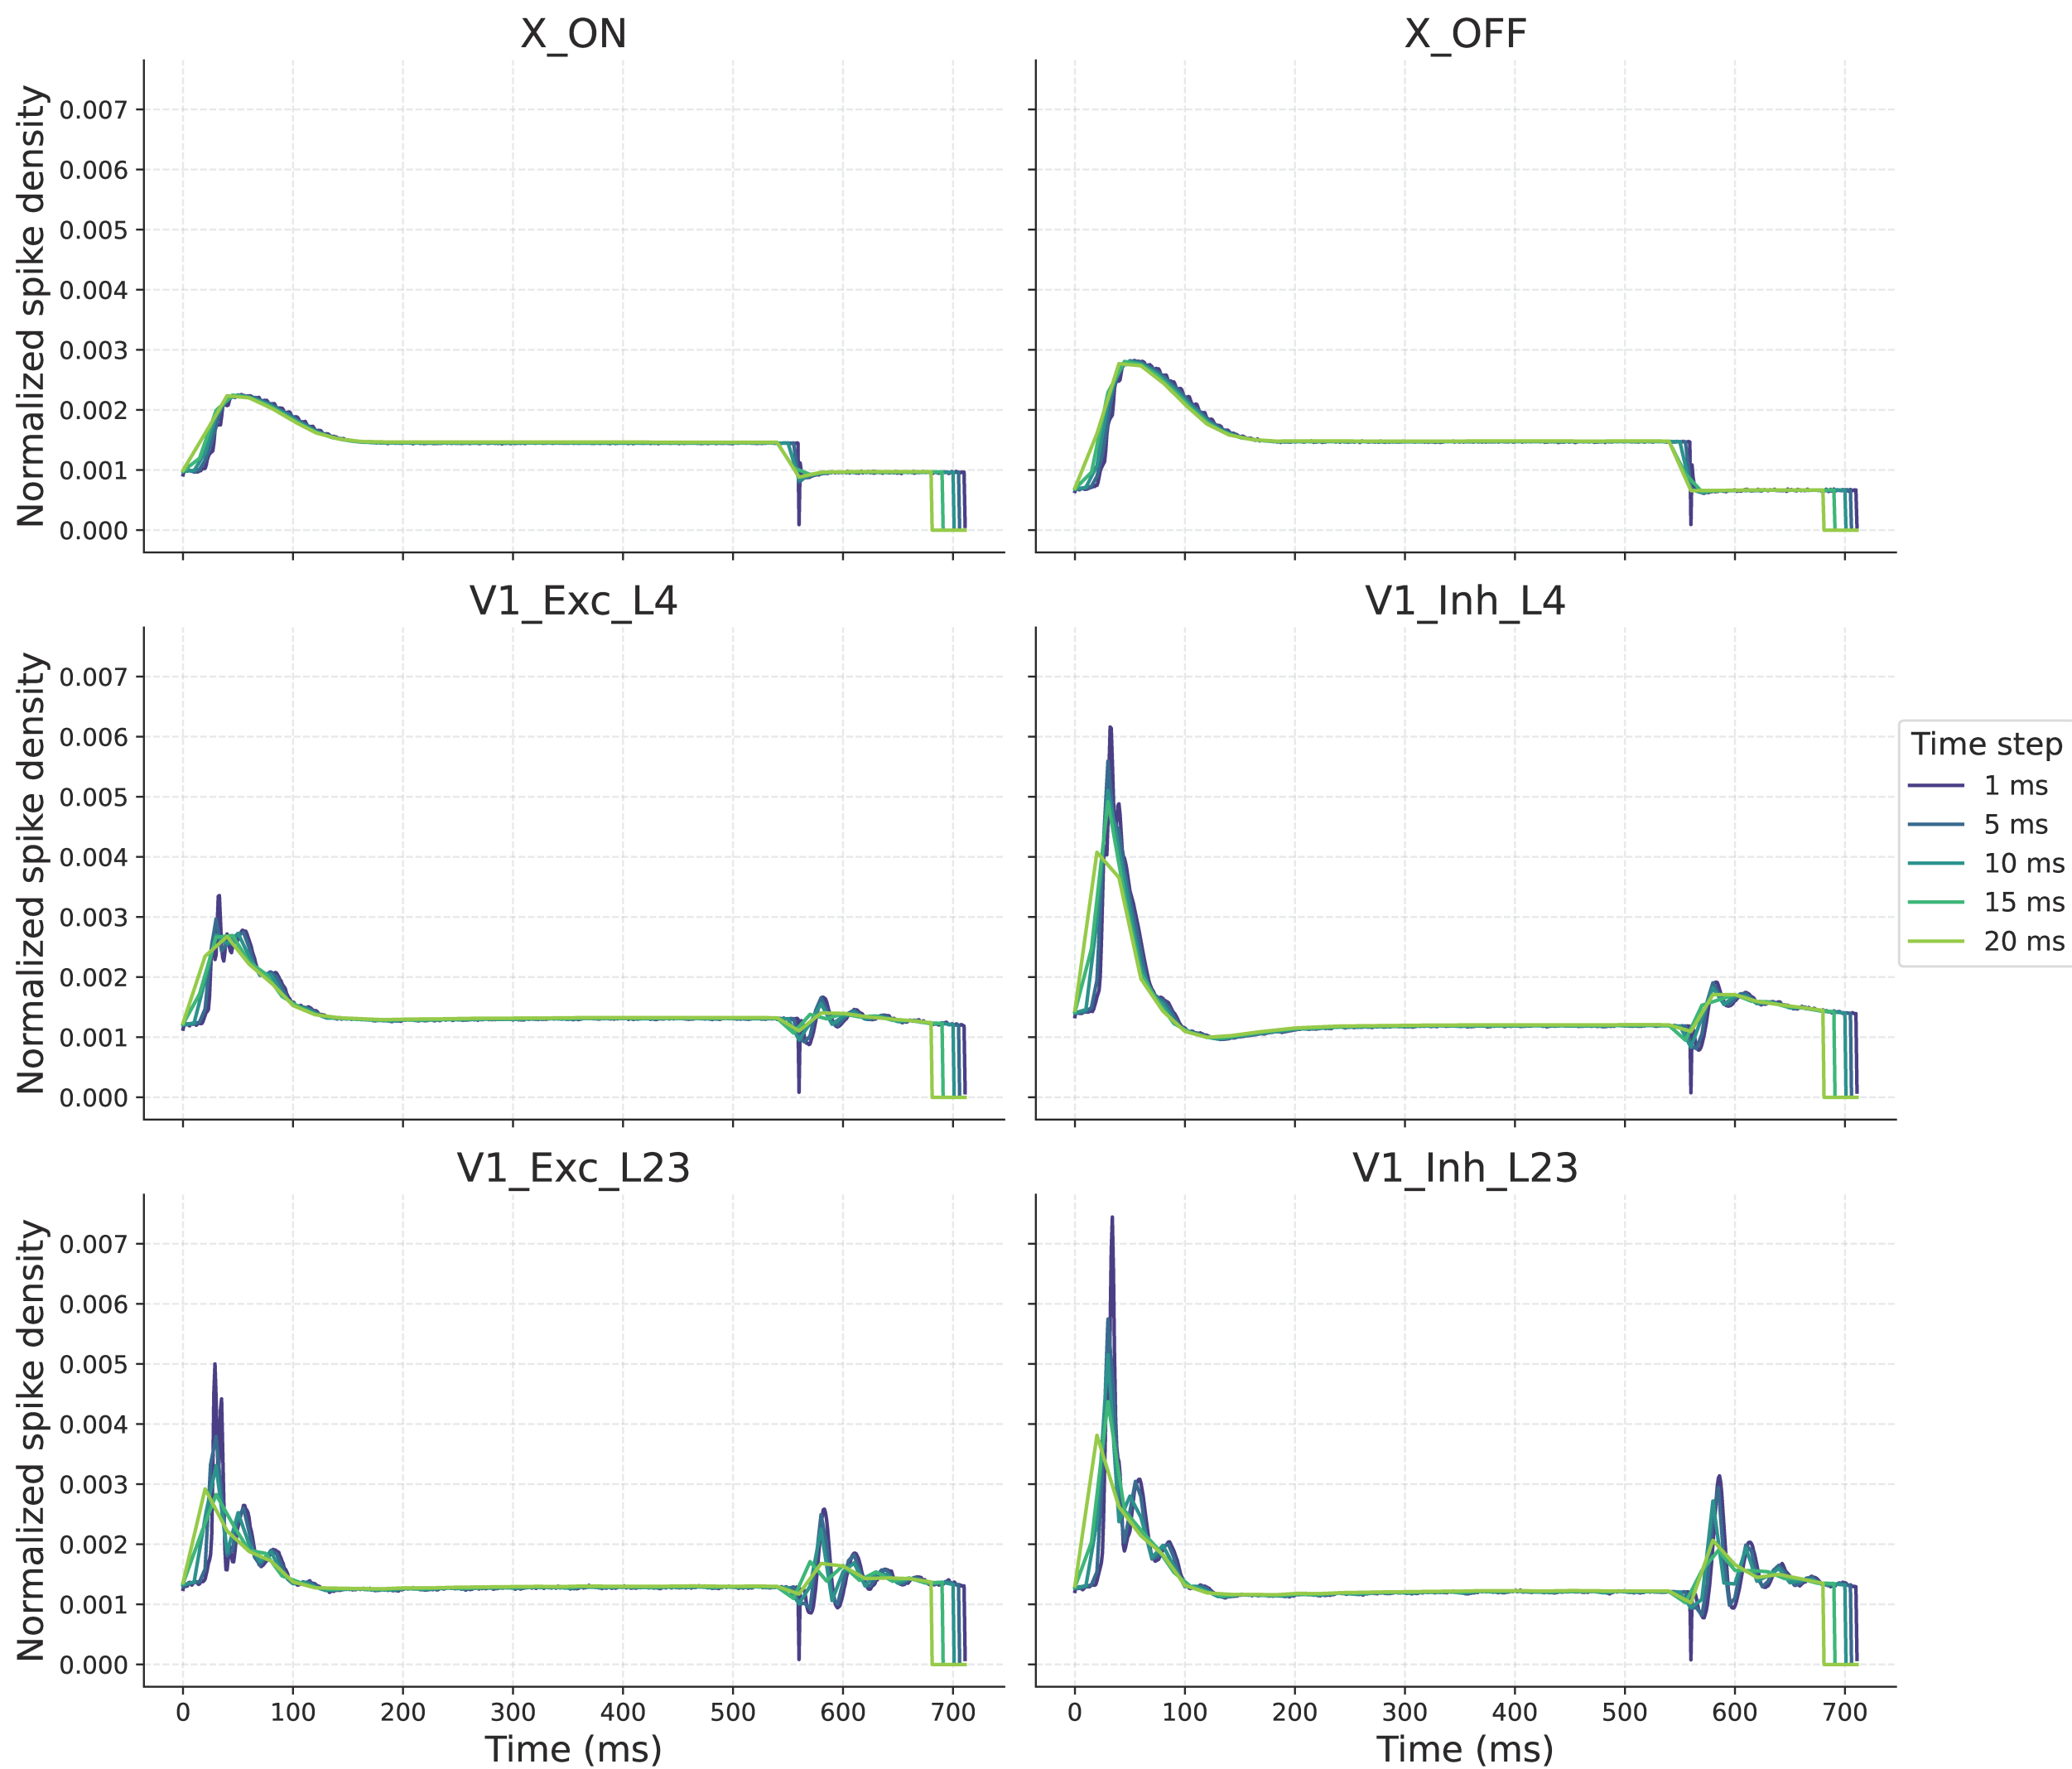 X_ON
X_OFF
Normalized spike density
0.007
0.006
0.005
0.004
0.003
0.002
0.001
0.000
V1_Exc_L4
V1_Inh_L4
Normalized spike density
0.007
0.006
0.005
0.004
0.003
0.002
0.001
0.000
Time step
1 ms
5 ms
10 ms
15 ms
20 ms
V1_Exc_L23
V1_Inh_L23
Normalized spike density
0.007
0.006
0.005
0.004
0.003
0.002
0.001
0.000
0 100 200 300 400 500 600 700
0 100 200 300 400 500 600 700
Time (ms)
Time (ms)